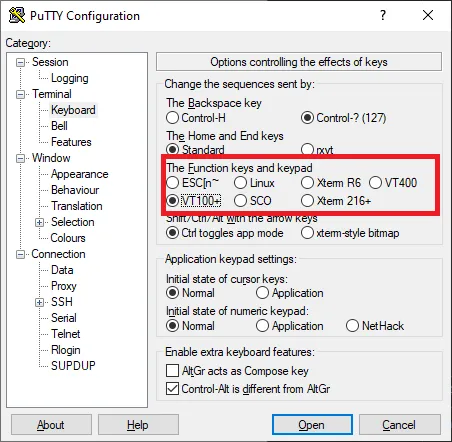 PuTTY Configuration
Category:
Session
Logging
Terminal
Keyboard
Bell
Features
Window
Appearance
Behaviour
Translation
Selection
Colours
Connection
Data
Proxy
SSH
Serial
Telnet
Rlogin
SUPDUP
Options controlling the effects of keys
Change the sequences sent by:
The Backspace key
Control-H Control-? (127)
The Home and End keys
Standard rxvt
The Function keys and keypad
ESC[n~ Linux Xterm R6 VT400
VT100+ SCO Xterm 216+
Shift/Ctrl/Alt with the arrow keys
Ctrl toggles app mode xterm-style bitmap
Application keypad settings:
Initial state of cursor keys:
Normal Application
Initial state of numeric keypad:
Normal Application NetHack
Enable extra keyboard features:
AltGr acts as Compose key
Control-Alt is different from AltGr
About Help Open Cancel